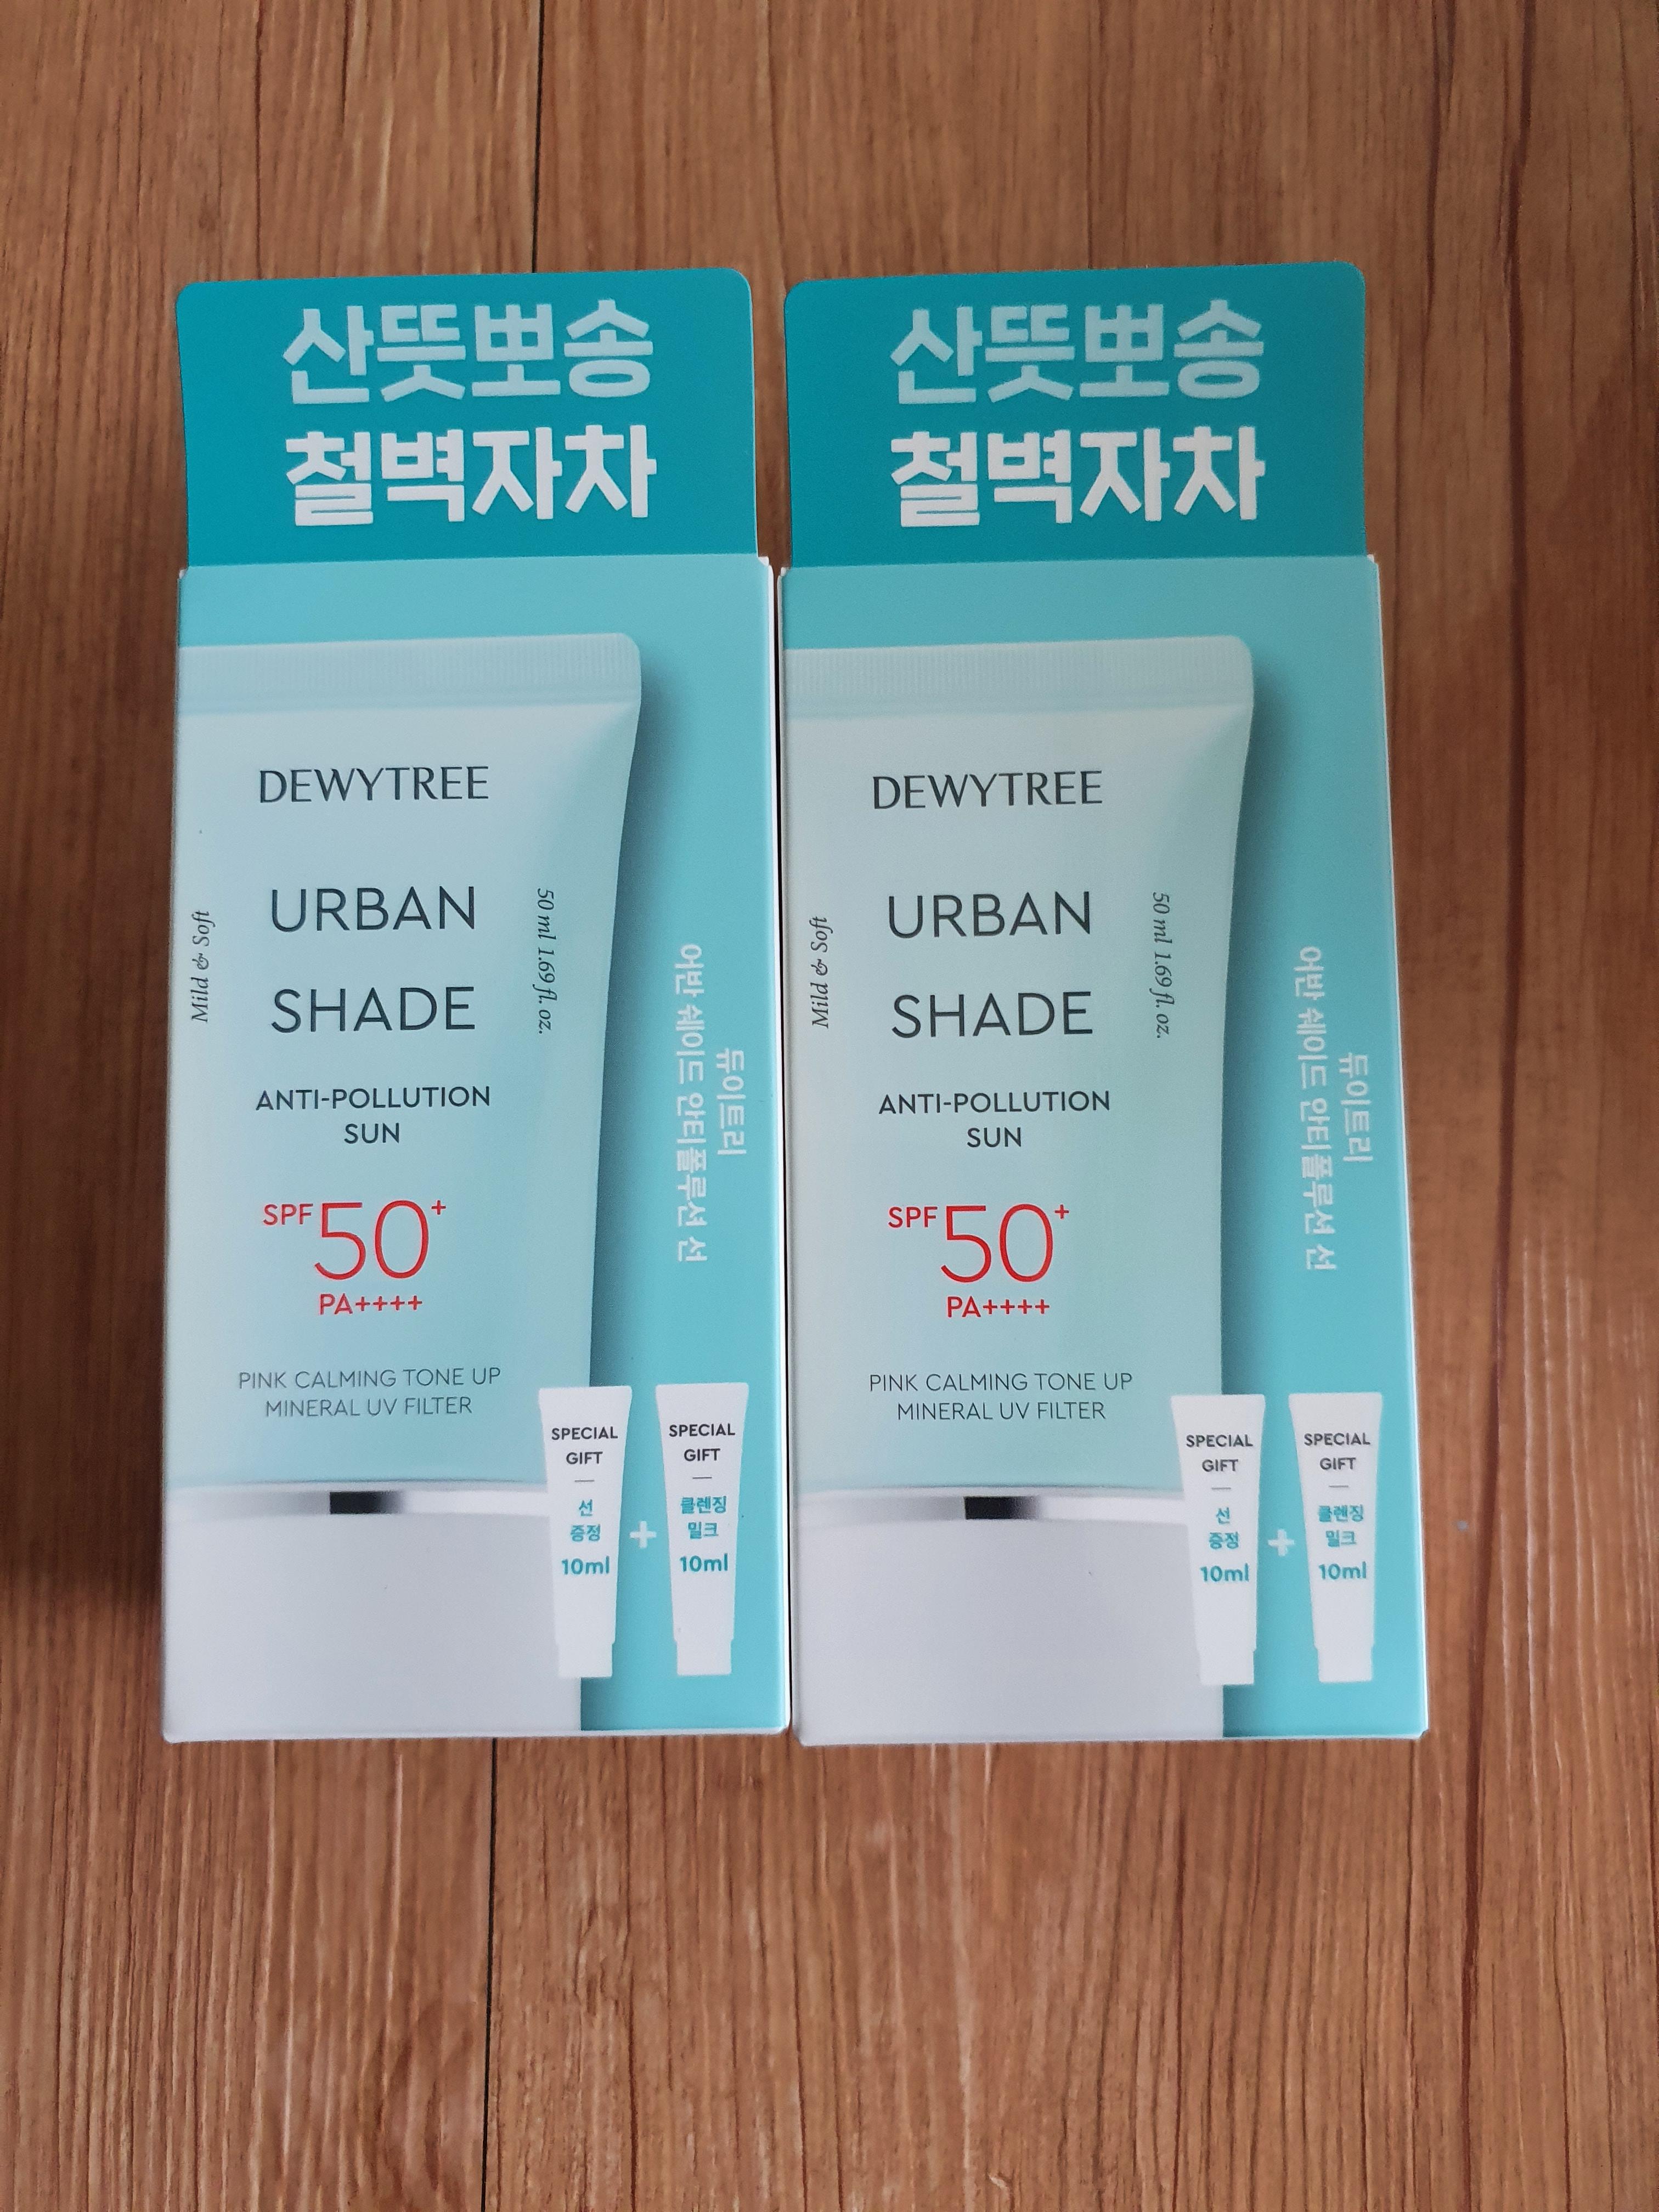 산뜻뽀송
철벽자차
DEWYTREE
URBAN
SHADE
ANTI-POLLUTION
SUN
SPF50+
PA++++
PINK CALMING TONE UP
MINERAL UV FILTER
Mild & Soft
50 ml 1.69 fl. oz.
듀이트리
어반 쉐이드 안티폴루션 선
SPECIAL
GIFT
선
증정
10ml
+
SPECIAL
GIFT
클렌징
밀크
10ml
산뜻뽀송
철벽자차
DEWYTREE
URBAN
SHADE
ANTI-POLLUTION
SUN
SPF50+
PA++++
PINK CALMING TONE UP
MINERAL UV FILTER
Mild & Soft
50 ml 1.69 fl. oz.
듀이트리
어반 쉐이드 안티폴루션 선
SPECIAL
GIFT
선
증정
10ml
+
SPECIAL
GIFT
클렌징
밀크
10ml